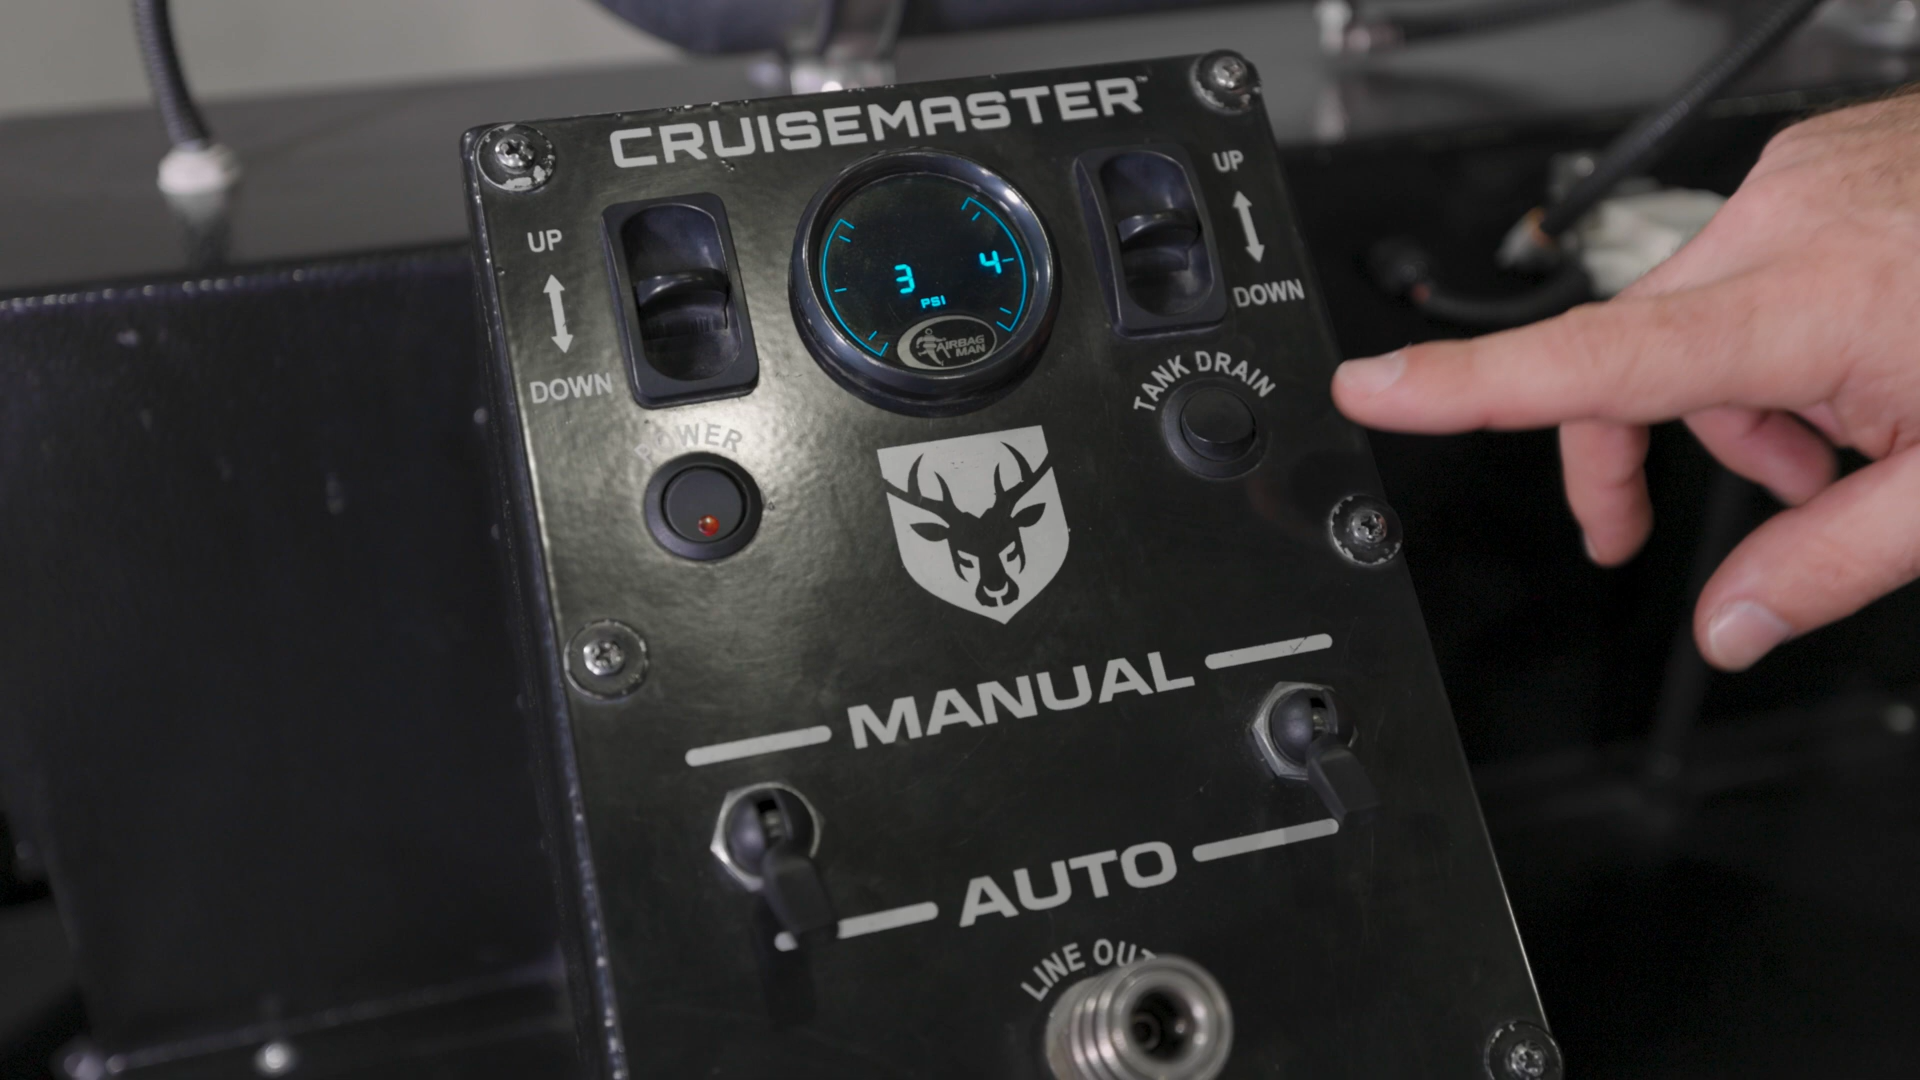 CRUISEMASTER™
UP
DOWN
3
4
PSI
AIRBAG
MAN
UP
DOWN
POWER
TANK DRAIN
MANUAL
AUTO
LINE OUT